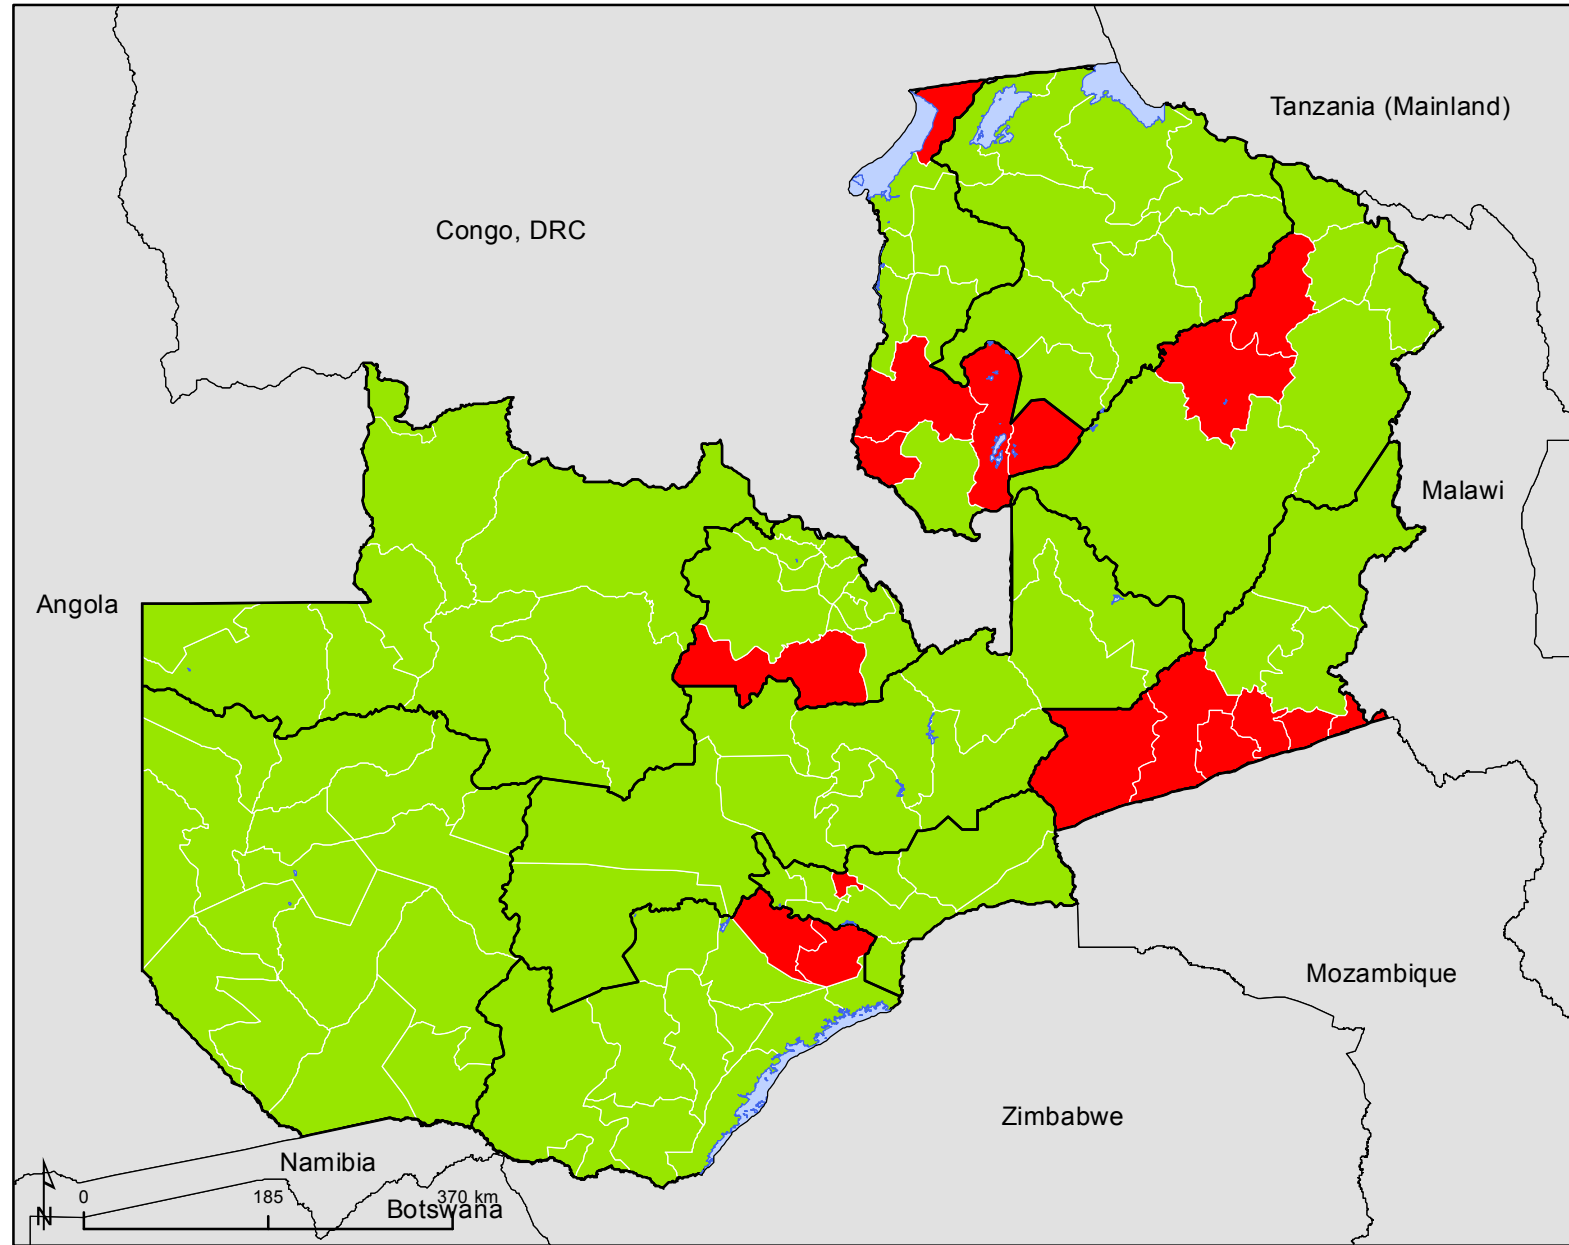 Tanzania (Mainland)
Congo, DRC
Malawi
Angola
Mozambique
Zimbabwe
Namibia
Botswana
0 185 370 km
N